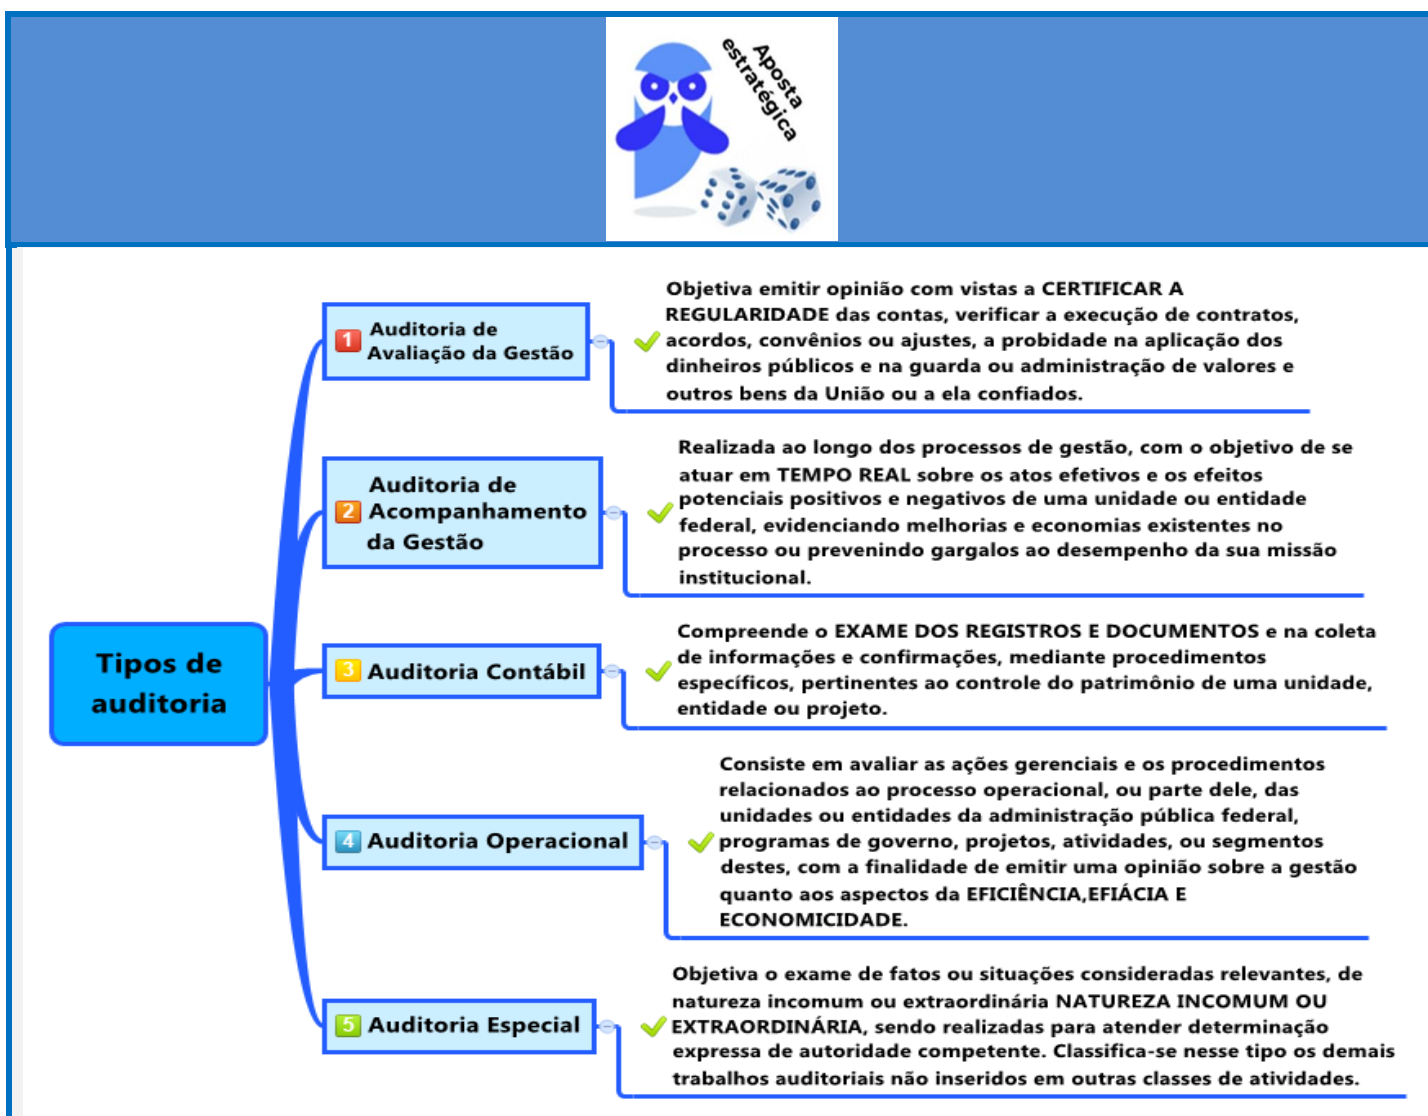 Aposta
estratégica
Tipos de
auditoria
1 Auditoria de
Avaliação da Gestão
Objetiva emitir opinião com vistas a CERTIFICAR A
REGULARIDADE das contas, verificar a execução de contratos,
acordos, convênios ou ajustes, a probidade na aplicação dos
dinheiros públicos e na guarda ou administração de valores e
outros bens da União ou a ela confiados.
2 Auditoria de
Acompanhamento
da Gestão
Realizada ao longo dos processos de gestão, com o objetivo de se
atuar em TEMPO REAL sobre os atos efetivos e os efeitos
potenciais positivos e negativos de uma unidade ou entidade
federal, evidenciando melhorias e economias existentes no
processo ou prevenindo gargalos ao desempenho da sua missão
institucional.
3 Auditoria Contábil
Compreende o EXAME DOS REGISTROS E DOCUMENTOS e na coleta
de informações e confirmações, mediante procedimentos
específicos, pertinentes ao controle do patrimônio de uma unidade,
entidade ou projeto.
4 Auditoria Operacional
Consiste em avaliar as ações gerenciais e os procedimentos
relacionados ao processo operacional, ou parte dele, das
unidades ou entidades da administração pública federal,
programas de governo, projetos, atividades, ou segmentos
destes, com a finalidade de emitir uma opinião sobre a gestão
quanto aos aspectos da EFICIÊNCIA,EFIÁCIA E
ECONOMICIDADE.
5 Auditoria Especial
Objetiva o exame de fatos ou situações consideradas relevantes, de
natureza incomum ou extraordinária NATUREZA INCOMUM OU
EXTRAORDINÁRIA, sendo realizadas para atender determinação
expressa de autoridade competente. Classifica-se nesse tipo os demais
trabalhos auditoriais não inseridos em outras classes de atividades.